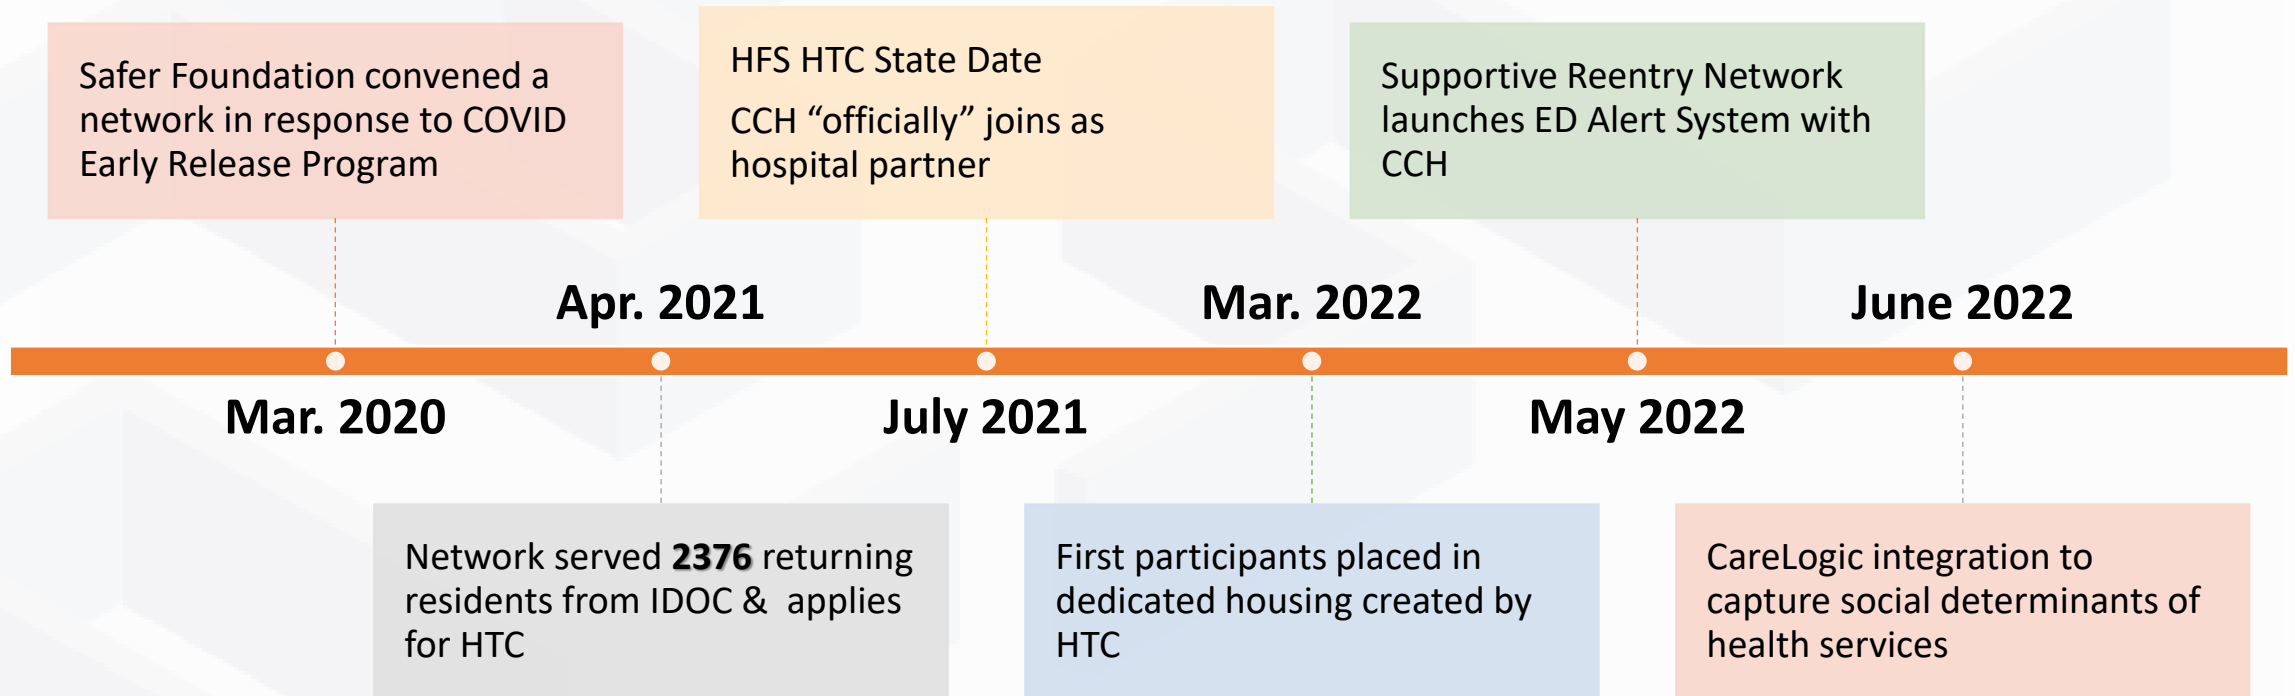 Safer Foundation convened a
network in response to COVID
Early Release Program
HFS HTC State Date
CCH “officially” joins as
hospital partner
Supportive Reentry Network
launches ED Alert System with
CCH
Apr. 2021
Mar. 2022
June 2022
Mar. 2020
July 2021
May 2022
Network served 2376 returning
residents from IDOC &  applies
for HTC
First participants placed in
dedicated housing created by
HTC
CareLogic integration to
capture social determinants of
health services